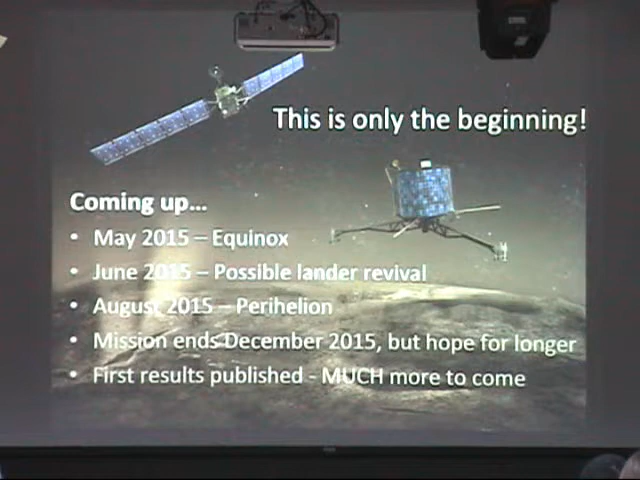 This is only the beginning!
Coming up...
• May 2015 – Equinox
• June 2015 – Possible lander revival
• August 2015 – Perihelion
• Mission ends December 2015, but hope for longer
• First results published - MUCH more to come